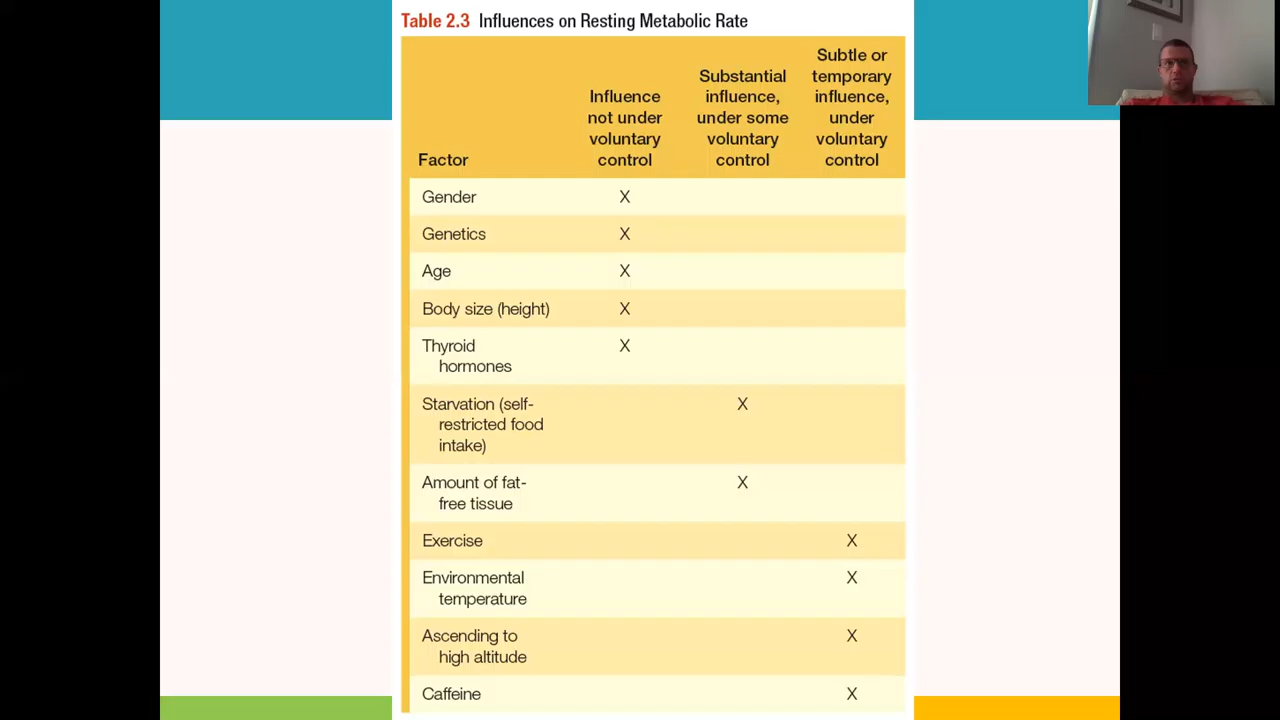 Table 2.3 Influences on Resting Metabolic Rate
Factor
Influence
not under
voluntary
control
Substantial
influence,
under some
voluntary
control
Subtle or
temporary
influence,
under
voluntary
control
Gender X
Genetics X
Age X
Body size (height) X
Thyroid X
hormones
Starvation (self- X
restricted food
intake)
Amount of fat- X
free tissue
Exercise X
Environmental X
temperature
Ascending to X
high altitude
Caffeine X